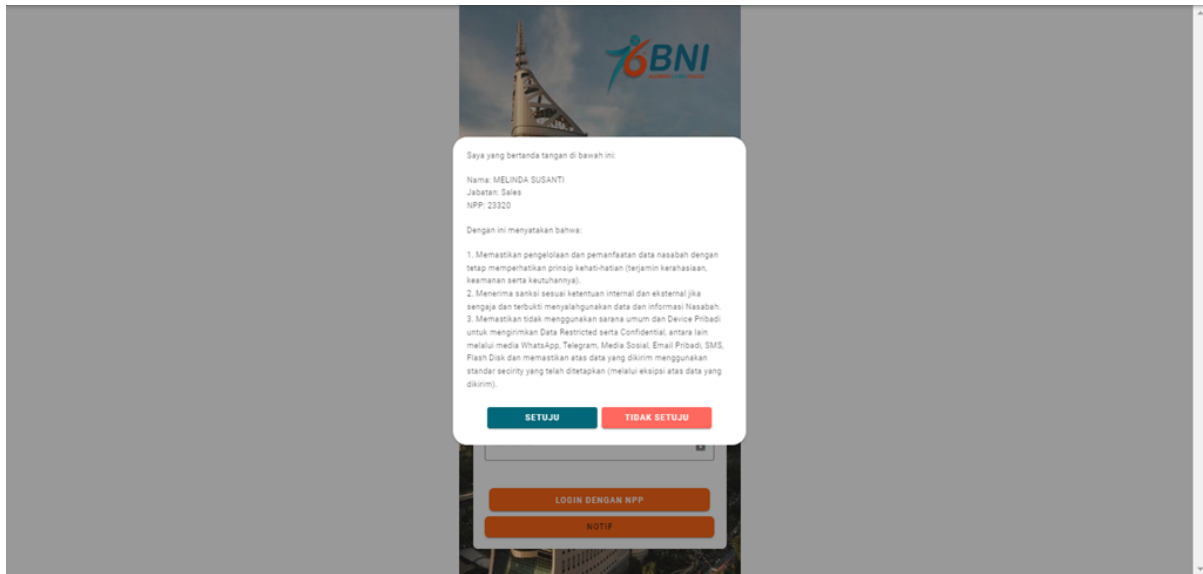 76 BNI
Saya yang bertanda tangan di bawah ini:
Nama: MELINDA SUSANTI
Jabatan: Sales
NPP: 23320
Dengan ini menyatakan bahwa:
1. Memastikan pengelolaan dan pemanfaatan data nasabah dengan
tetap memperhatikan prinsip kehati-hatian (terjamin kerahasiaan,
keamanan serta keutuhannya).
2. Menerima sanksi sesuai ketentuan internal dan eksternal jika
sengaja dan terbukti menyalahgunakan data dan informasi Nasabah.
3. Memastikan tidak menggunakan sarana umum dan Device Pribadi
untuk mengirimkan Data Restricted serta Confidential, antara lain
melalui media WhatsApp, Telegram, Media Sosial, Email Pribadi, SMS,
Flash Disk dan memastikan atas data yang dikirim menggunakan
standar secirity yang telah ditetapkan (melalui eksipsi atas data yang
dikirim).
SETUJU
TIDAK SETUJU
LOGIN DENGAN NPP
NOTIF